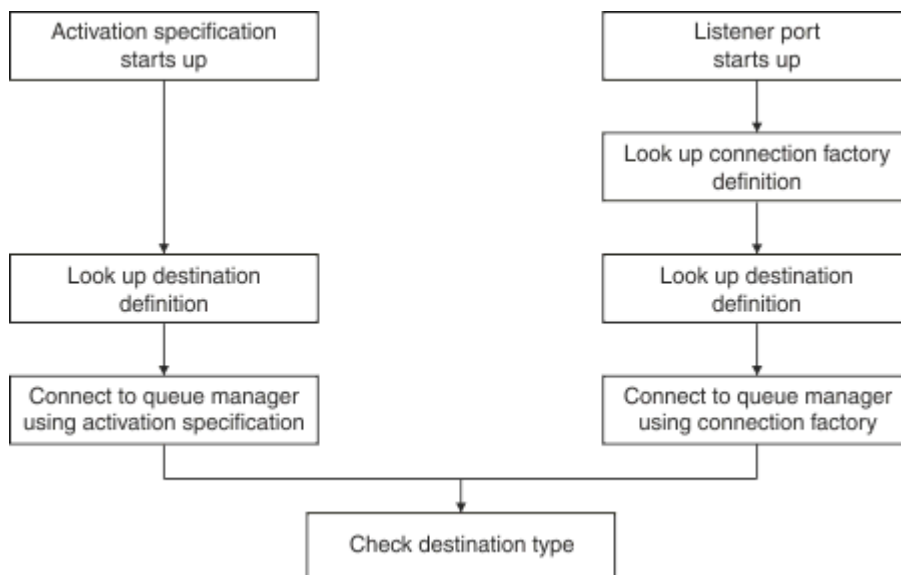 Activation specification
starts up
Listener port
starts up
Look up connection factory
definition
Look up destination
definition
Look up destination
definition
Connect to queue manager
using activation specification
Connect to queue manager
using connection factory
Check destination type